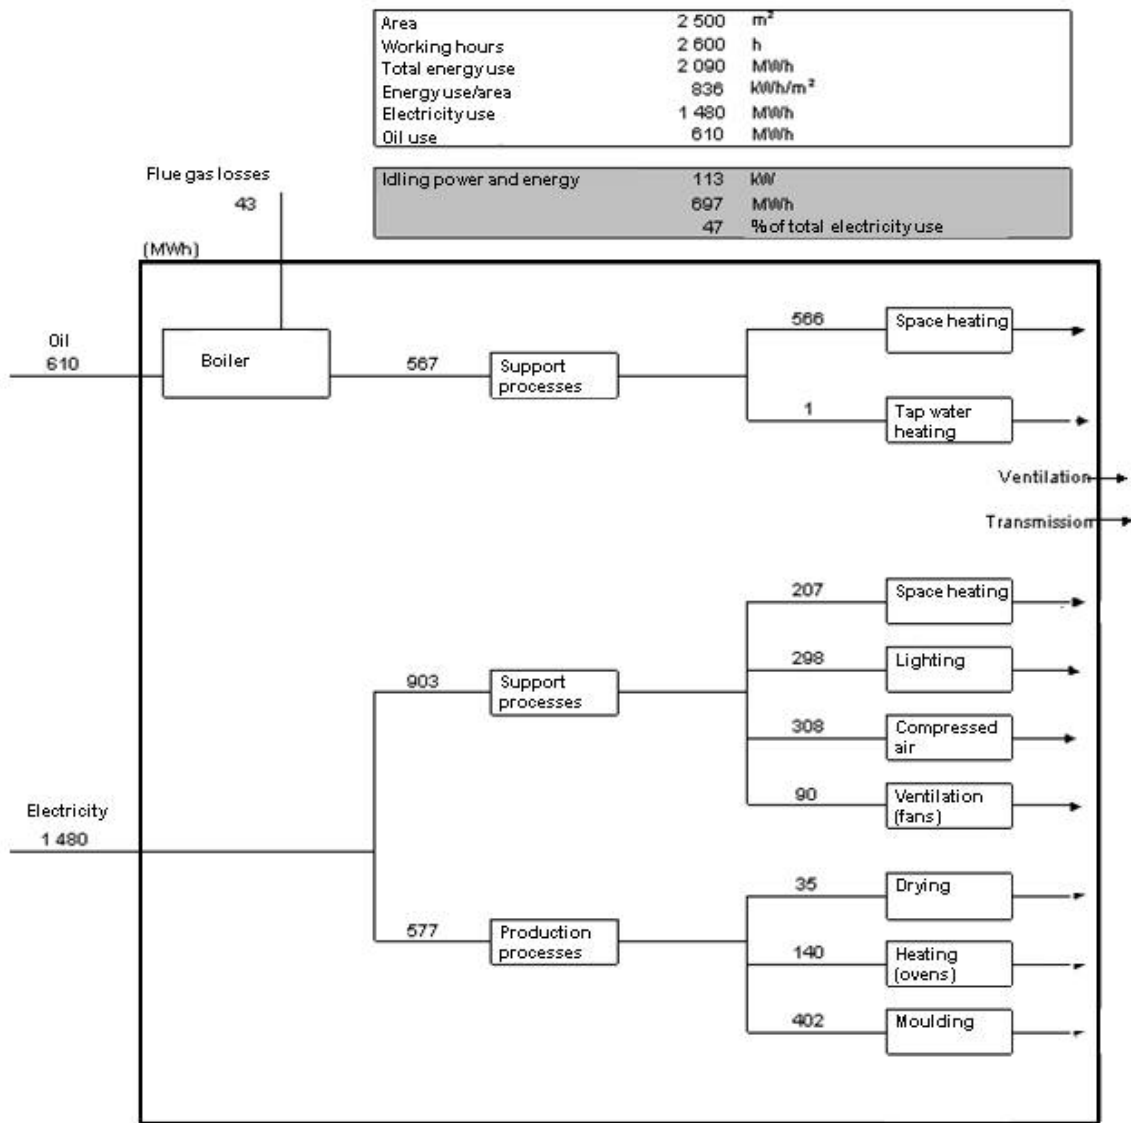 Area 2 500 m²
Working hours 2 600 h
Total energy use 2 090 MWh
Energy use/area 836 kWh/m²
Electricity use 1 480 MWh
Oil use 610 MWh
Flue gas losses
43
Idling power and energy 113 kW
697 MWh
47 % of total electricity use
(MWh)
Oil
610
Boiler
567
Support
processes
566
Space heating
1
Tap water
heating
Ventilation
Transmission
207
Space heating
298
Lighting
903
Support
processes
308
Compressed
air
90
Ventilation
(fans)
Electricity
1 480
577
Production
processes
35
Drying
140
Heating
(ovens)
402
Moulding